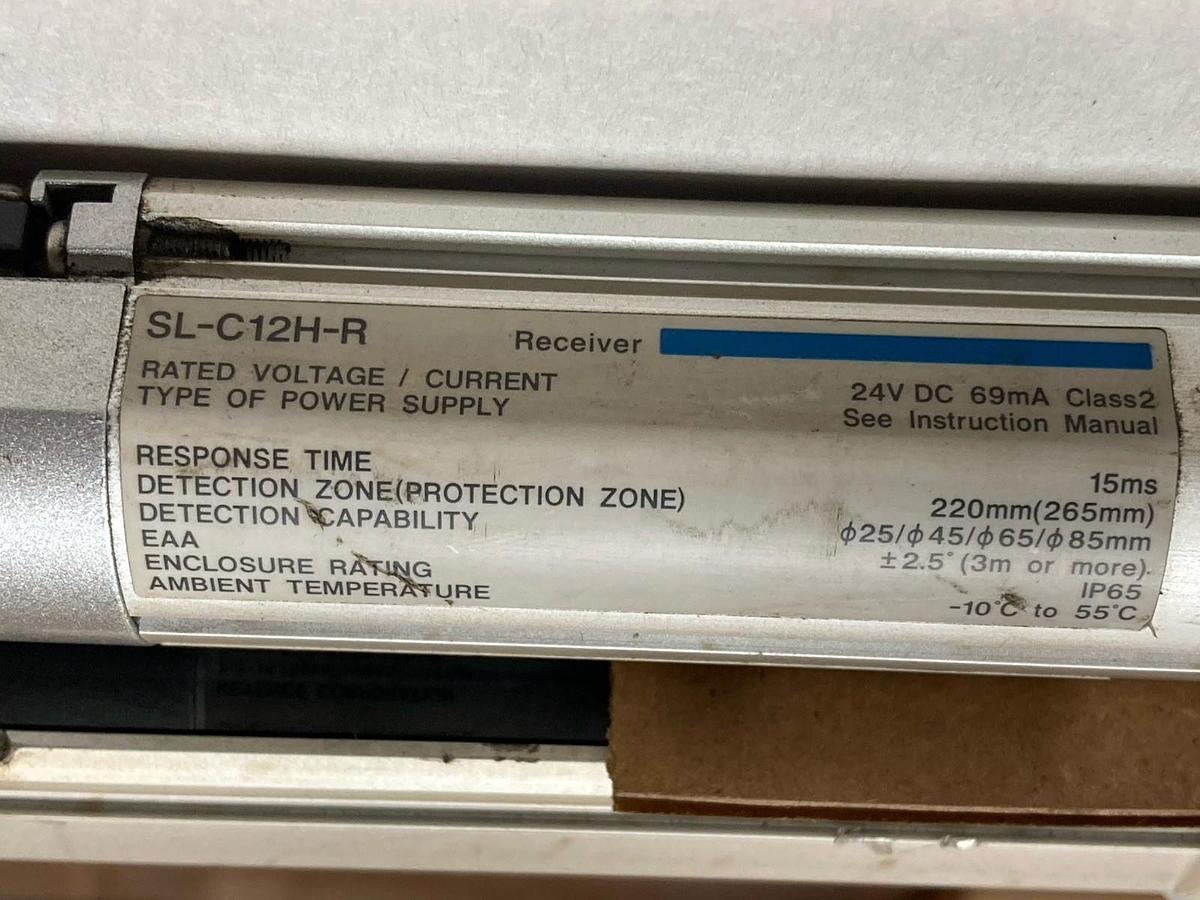 SL-C12H-R Receiver
RATED VOLTAGE / CURRENT 24V DC 69mA Class2
TYPE OF POWER SUPPLY See Instruction Manual
RESPONSE TIME 15ms
DETECTION ZONE(PROTECTION ZONE) 220mm(265mm)
DETECTION CAPABILITY ϕ25/ϕ45/ϕ65/ϕ85mm
EAA ±2.5° (3m or more).
ENCLOSURE RATING IP65
AMBIENT TEMPERATURE -10°C to 55°C
KEYENCE CORPORATION